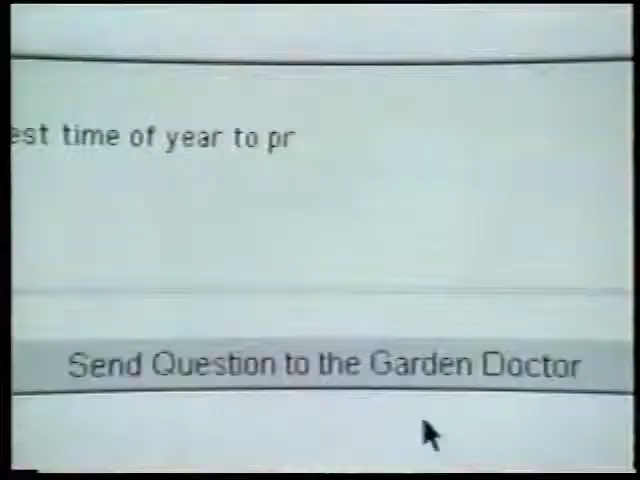 est time of year to pr
Send Question to the Garden Doctor